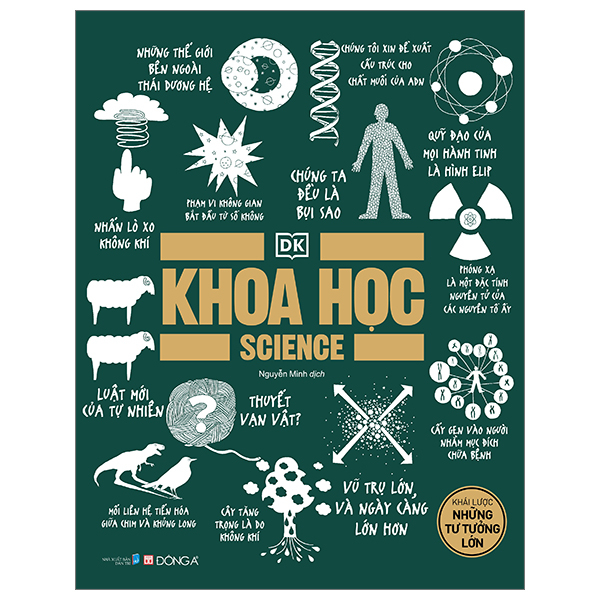 NHỮNG THẾ GIỚI
BÊN NGOÀI
THÁI DƯƠNG HỆ
CHÚNG TÔI XIN ĐỀ XUẤT
CẤU TRÚC CHO
CHẤT MUỐI CỦA ADN
QUỸ ĐẠO CỦA
MỌI HÀNH TINH
LÀ HÌNH ELIP
NHẤN LÒ XO
KHÔNG KHÍ
PHẠM VI KHÔNG GIAN
BẮT ĐẦU TỪ SỐ KHÔNG
CHÚNG TA
ĐỀU LÀ
BỤI SAO
PHÓNG XẠ
LÀ MỘT ĐẶC TÍNH
NGUYÊN TỬ CỦA
CÁC NGUYÊN TỐ ẤY
DK
KHOA HỌC
SCIENCE
Nguyễn Minh dịch
LUẬT MỚI
CỦA TỰ NHIÊN
?
THUYẾT
VẠN VẬT?
CẤY GEN VÀO NGƯỜI
NHẰM MỤC ĐÍCH
CHỮA BỆNH
MỐI LIÊN HỆ TIẾN HÓA
GIỮA CHIM VÀ KHỦNG LONG
CÂY TĂNG
TRỌNG LÀ DO
KHÔNG KHÍ
VŨ TRỤ LỚN,
VÀ NGÀY CÀNG
LỚN HƠN
KHÁI LƯỢC
NHỮNG
TƯ TƯỞNG
LỚN
NHÀ XUẤT BẢN
DÂN TRÍ
ĐÔNG A